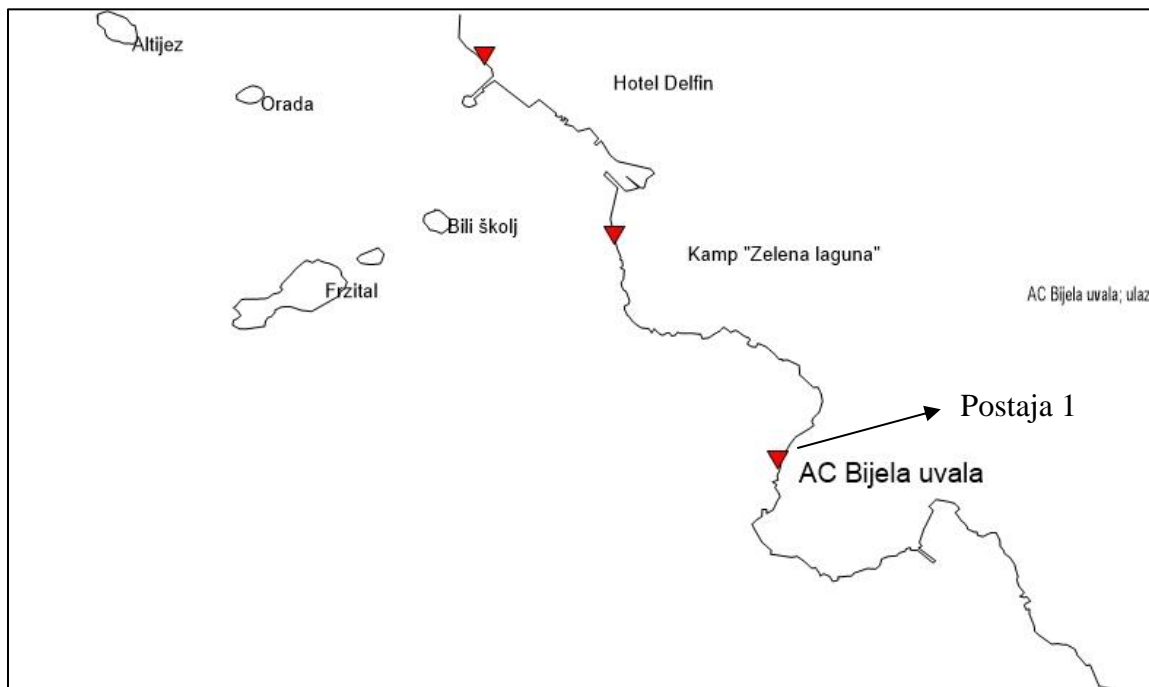 Altijez
Hotel Delfin
Orada
Bili školj
Kamp "Zelena laguna"
Frzital
AC Bijela uvala; ulaz
Postaja 1
AC Bijela uvala